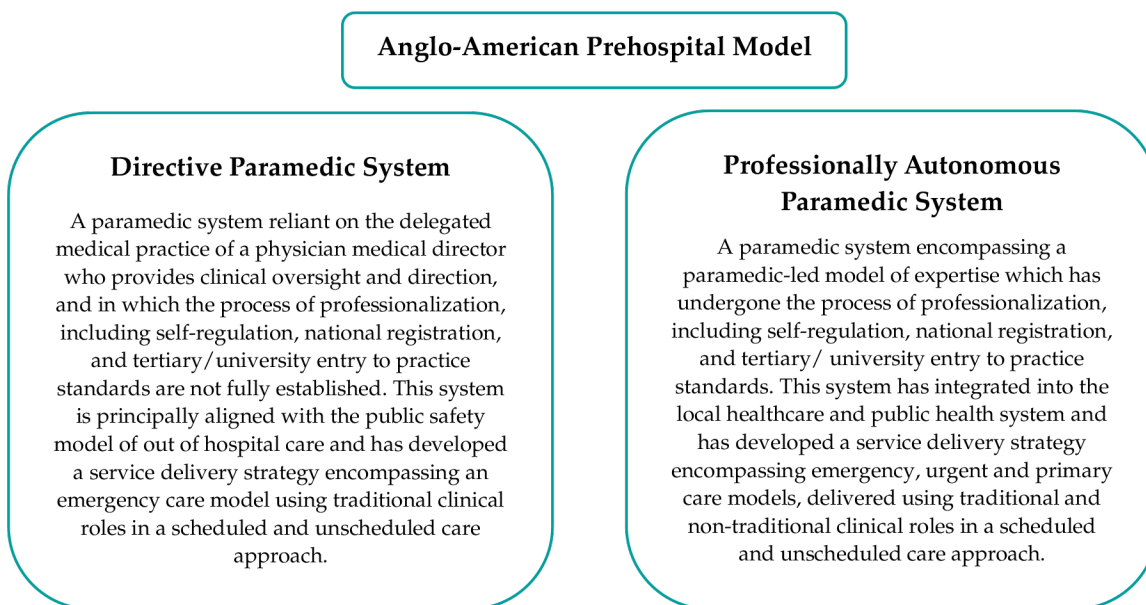 Anglo-American Prehospital Model
Directive Paramedic System
A paramedic system reliant on the delegated
medical practice of a physician medical director
who provides clinical oversight and direction,
and in which the process of professionalization,
including self-regulation, national registration,
and tertiary/university entry to practice
standards are not fully established. This system
is principally aligned with the public safety
model of out of hospital care and has developed
a service delivery strategy encompassing an
emergency care model using traditional clinical
roles in a scheduled and unscheduled care
approach.
Professionally Autonomous
Paramedic System
A paramedic system encompassing a
paramedic-led model of expertise which has
undergone the process of professionalization,
including self-regulation, national registration,
and tertiary/ university entry to practice
standards. This system has integrated into the
local healthcare and public health system and
has developed a service delivery strategy
encompassing emergency, urgent and primary
care models, delivered using traditional and
non-traditional clinical roles in a scheduled
and unscheduled care approach.